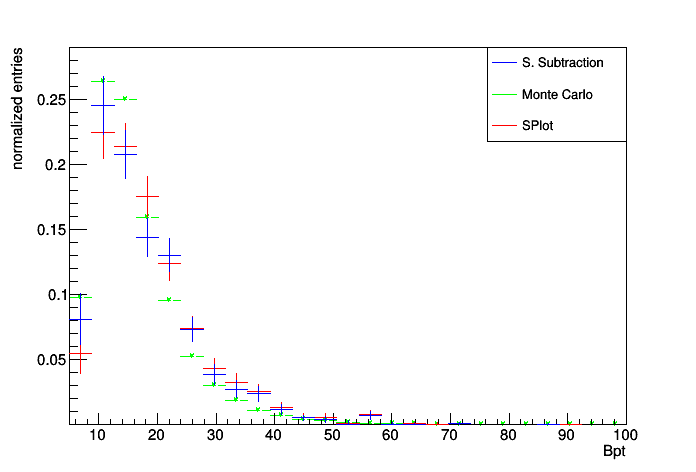 normalized entries
0.25
0.2
0.15
0.1
0.05
S. Subtraction
Monte Carlo
SPlot
10 20 30 40 50 60 70 80 90 100
Bpt